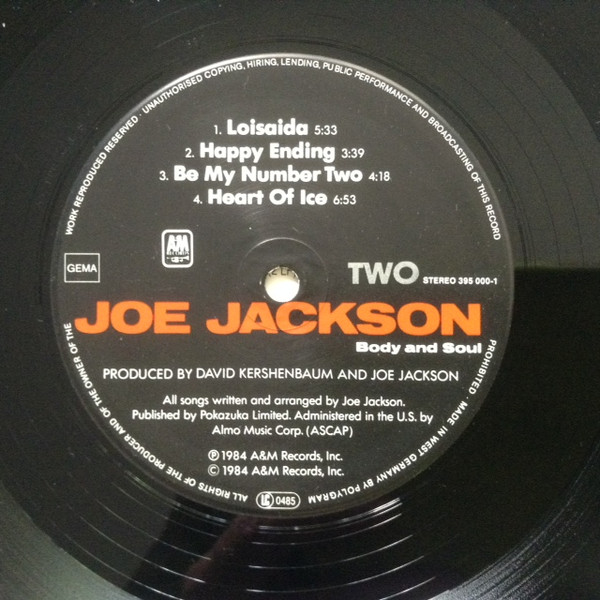 WORK REPRODUCED RESERVED · UNAUTHORISED COPYING, HIRING, LENDING, PUBLIC PERFORMANCE AND BROADCASTING OF THIS RECORD
1. Loisaida 5:33
2. Happy Ending 3:39
3. Be My Number Two 4:18
4. Heart Of Ice 6:53
A&M
RECORDS
GEMA
TWO STEREO 395 000-1
JOE JACKSON
Body and Soul
PRODUCED BY DAVID KERSHENBAUM AND JOE JACKSON
All songs written and arranged by Joe Jackson.
Published by Pokazuka Limited. Administered in the U.S. by
Almo Music Corp. (ASCAP)
℗ 1984 A&M Records, Inc.
© 1984 A&M Records, Inc.
LC 0485
PROHIBITED · MADE IN WEST GERMANY BY POLYGRAM
ALL RIGHTS OF THE PRODUCER AND OF THE OWNER OF THE